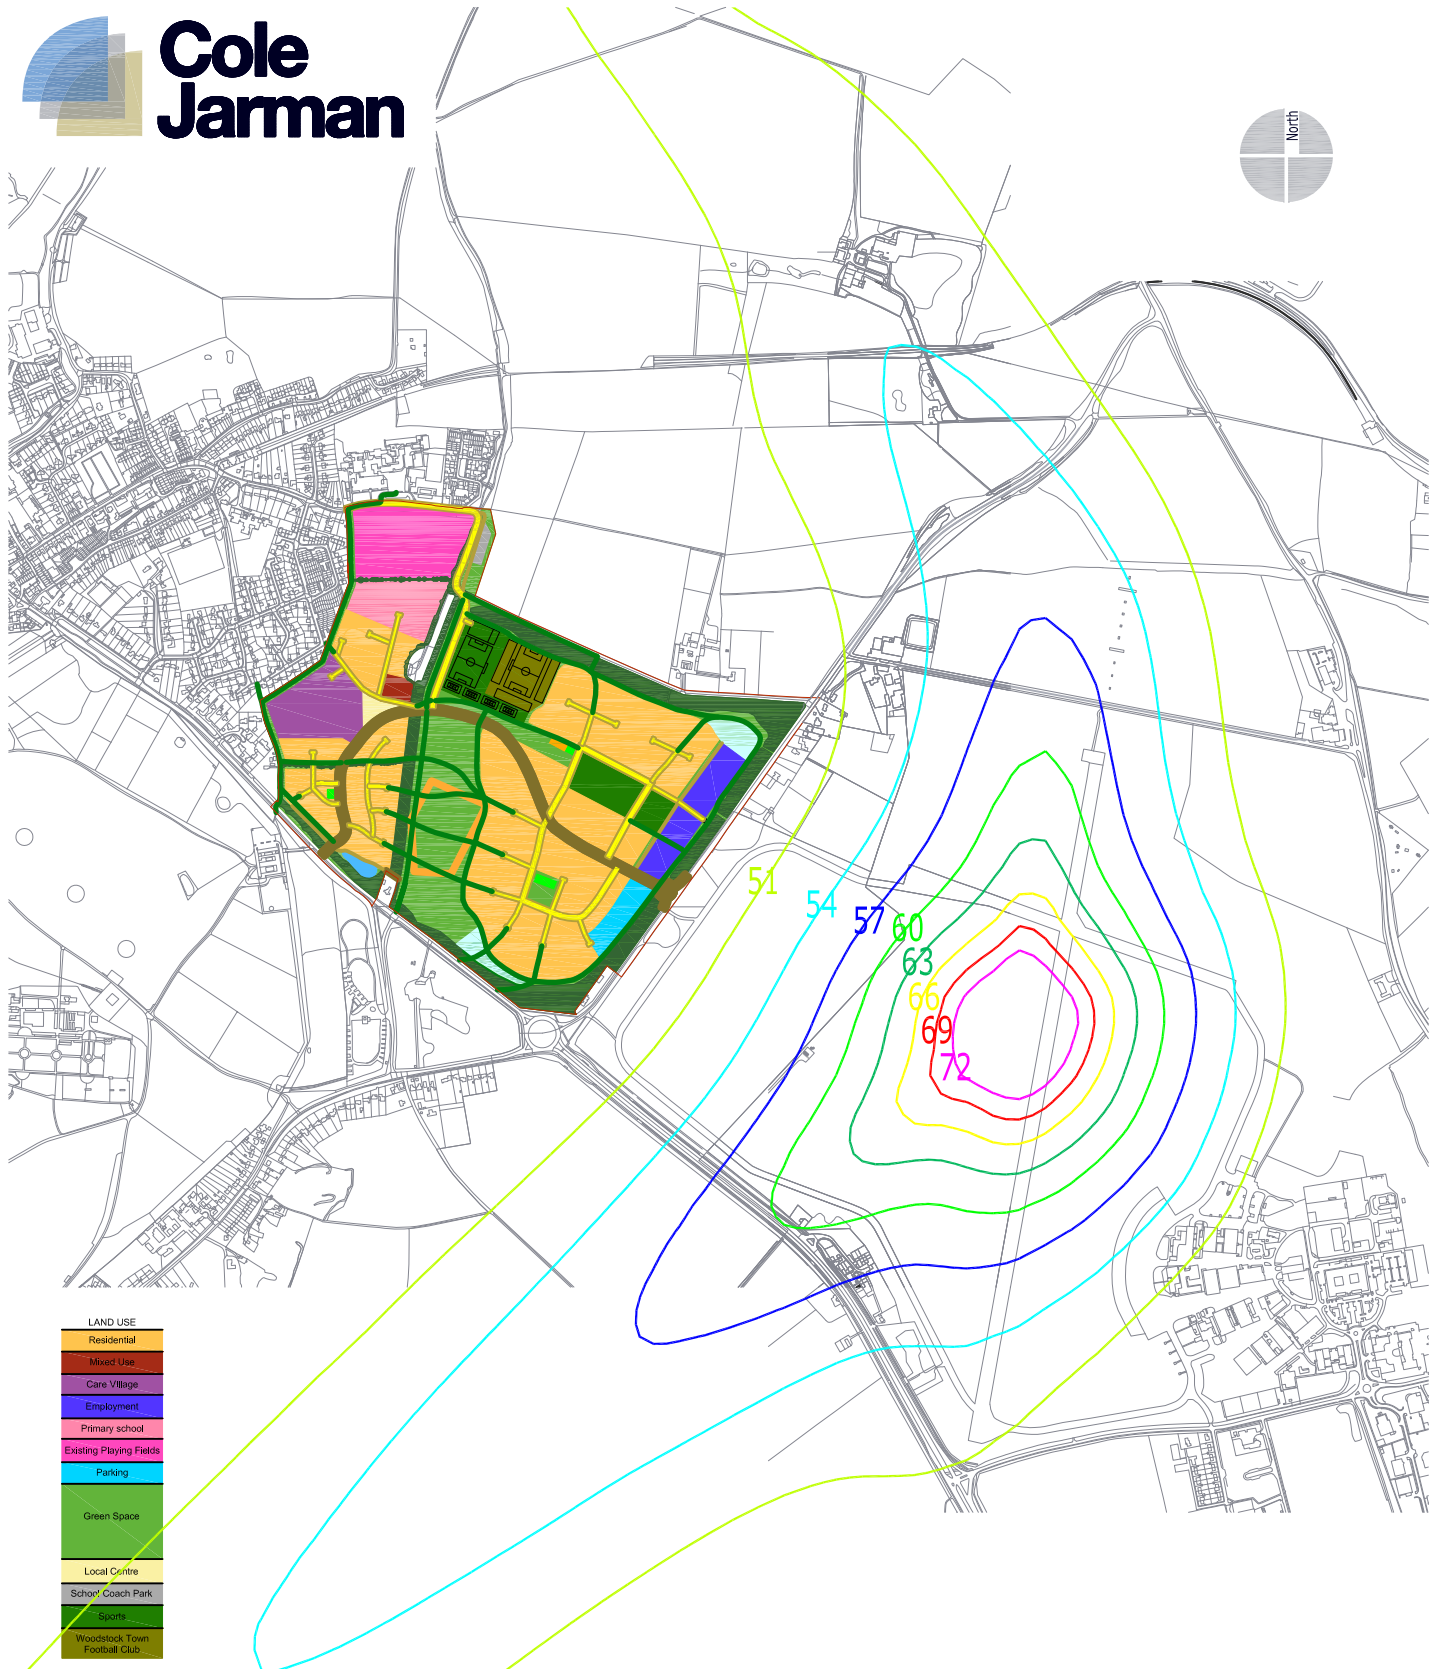 Cole
Jarman
North
51
54
57
60
63
66
69
72
LAND USE
Residential
Mixed Use
Care Village
Employment
Primary school
Existing Playing Fields
Parking
Green Space
Local Centre
School Coach Park
Sports
Woodstock Town
Football Club